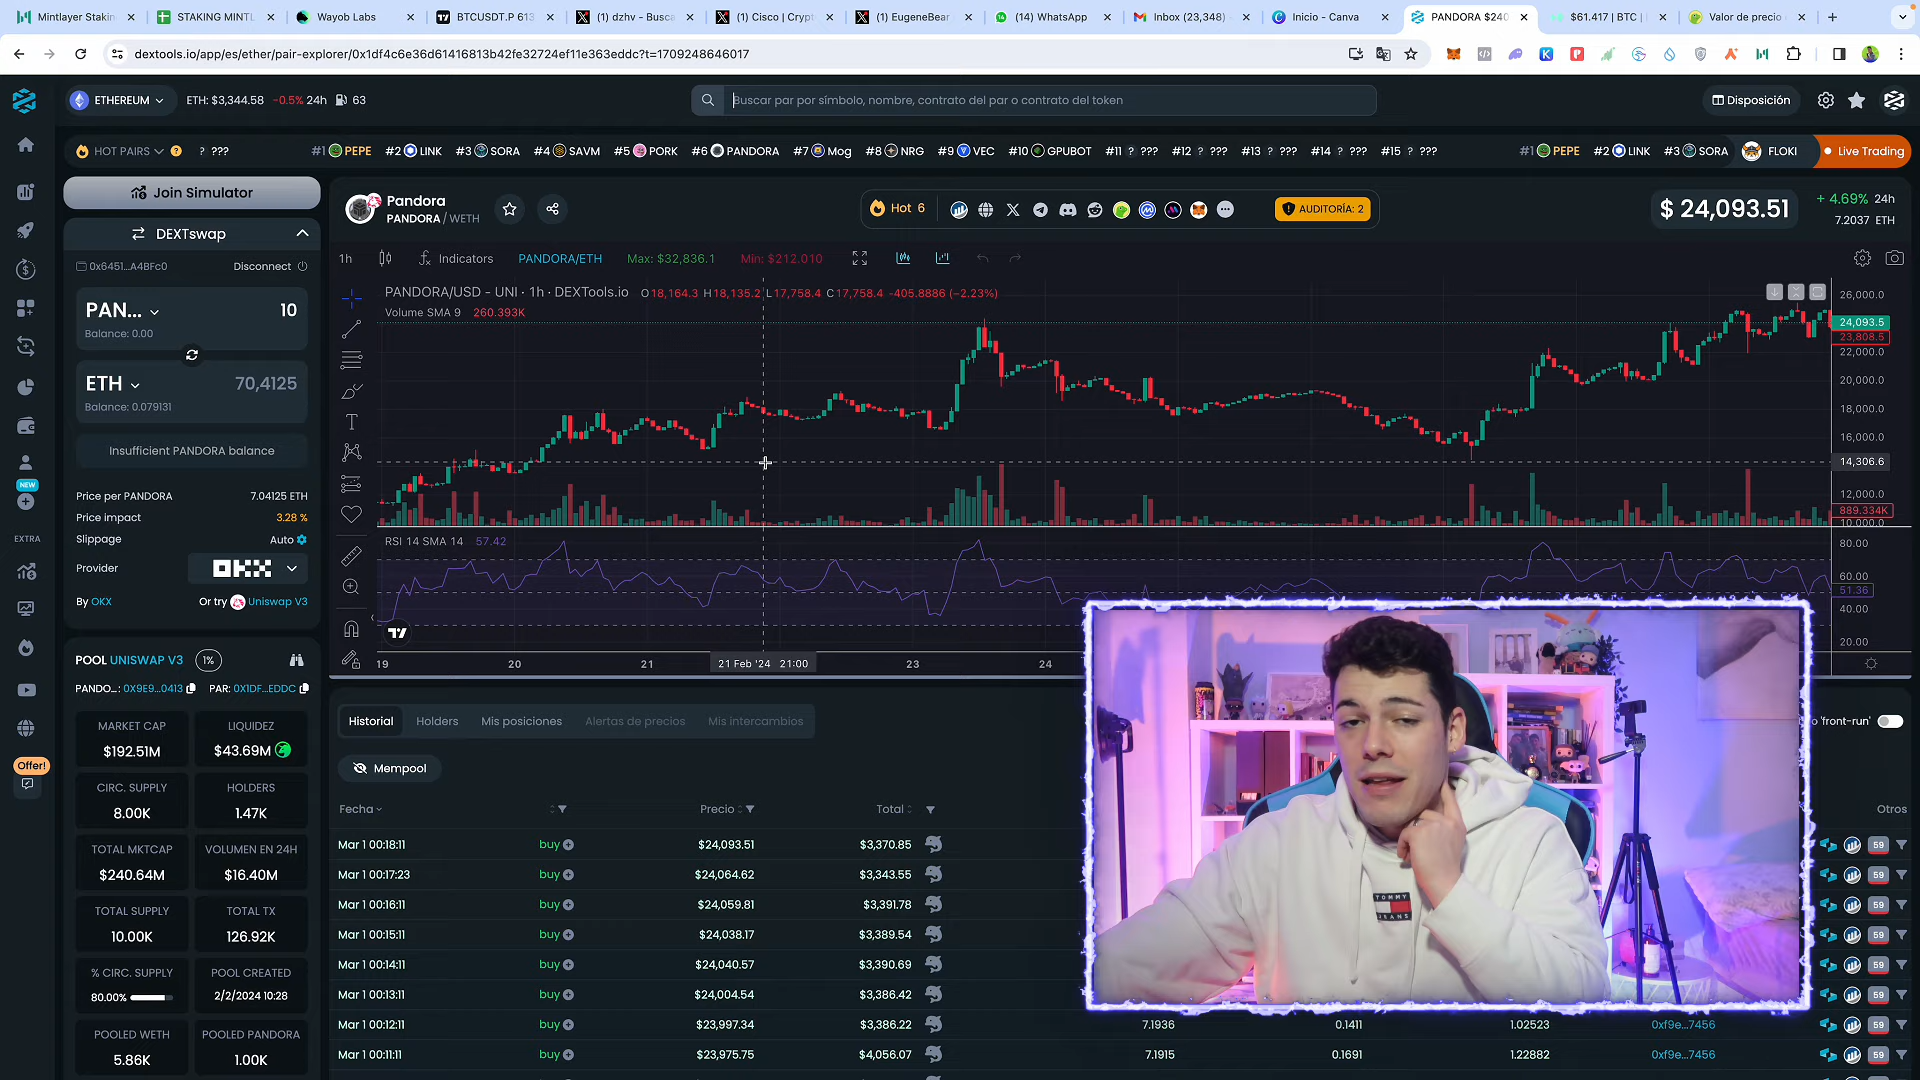 Mintlayer Stakin
STAKING MINTL
Wayob Labs
BTCUSDT.P 613
(1) dzhv - Busca
(1) Cisco | Crypt
(1) EugeneBear
(14) WhatsApp
Inbox (23,348)
Inicio - Canva
PANDORA $240
$61.417 | BTC |
Valor de precio
dextools.io/app/es/ether/pair-explorer/0x1df4c6e36d61416813b42fe32724ef11e363eddc?t=1709248646017
ETHEREUM
ETH: $3,344.58 -0.5% 24h 63
Buscar par por símbolo, nombre, contrato del par o contrato del token
Disposición
HOT PAIRS ? ???
#1 PEPE #2 LINK #3 SORA #4 SAVM #5 PORK #6 PANDORA #7 Mog #8 NRG #9 VEC #10 GPUBOT #11 ? ??? #12 ? ??? #13 ? ??? #14 ? ??? #15 ? ???
#1 PEPE #2 LINK #3 SORA
FLOKI
Live Trading
Join Simulator
Pandora
PANDORA / WETH
Hot 6
AUDITORÍA: 2
$ 24,093.51
+ 4.69% 24h
7.2037 ETH
DEXTswap
0x6451...A4BFc0
Disconnect
PAN...
10
Balance: 0.00
ETH
70,4125
Balance: 0.079131
Insufficient PANDORA balance
Price per PANDORA 7.04125 ETH
Price impact 3.28 %
Slippage Auto
Provider OKX
By OKX Or try Uniswap V3
1h
Indicators
PANDORA/ETH
Max: $32,836.1
Min: $212.010
PANDORA/USD - UNI · 1h · DEXTools.io O18,164.3 H18,135.2 L17,758.4 C17,758.4 -405.8886 (-2.23%)
Volume SMA 9 260.393K
26,000.0
24,093.5
23,808.5
22,000.0
20,000.0
18,000.0
16,000.0
14,306.6
12,000.0
889.334K
10,000.0
RSI 14 SMA 14 57.42
80.00
60.00
51.36
40.00
20.00
19 20 21 21 Feb '24 21:00 23 24
NEW
EXTRA
Offer!
POOL UNISWAP V3 1%
PANDO...: 0X9E9...0413 PAR: 0X1DF...EDDC
MARKET CAP
$192.51M
LIQUIDEZ
$43.69M
CIRC. SUPPLY
8.00K
HOLDERS
1.47K
TOTAL MKTCAP
$240.64M
VOLUMEN EN 24H
$16.40M
TOTAL SUPPLY
10.00K
TOTAL TX
126.92K
% CIRC. SUPPLY
80.00%
POOL CREATED
2/2/2024 10:28
POOLED WETH
5.86K
POOLED PANDORA
1.00K
Historial
Holders
Mis posiciones
Alertas de precios
Mis intercambios
'front-run'
Mempool
Fecha Precio Total Otros
Mar 1 00:18:11 buy $24,093.51 $3,370.85 59
Mar 1 00:17:23 buy $24,064.62 $3,343.55 59
Mar 1 00:16:11 buy $24,059.81 $3,391.78 59
Mar 1 00:15:11 buy $24,038.17 $3,389.54 59
Mar 1 00:14:11 buy $24,040.57 $3,390.69 59
Mar 1 00:13:11 buy $24,004.54 $3,386.42 59
Mar 1 00:12:11 buy $23,997.34 $3,386.22 7.1936 0.1411 1.02523 0xf9e...7456 59
Mar 1 00:11:11 buy $23,975.75 $4,056.07 7.1915 0.1691 1.22882 0xf9e...7456 59
TOMMY
JEANS